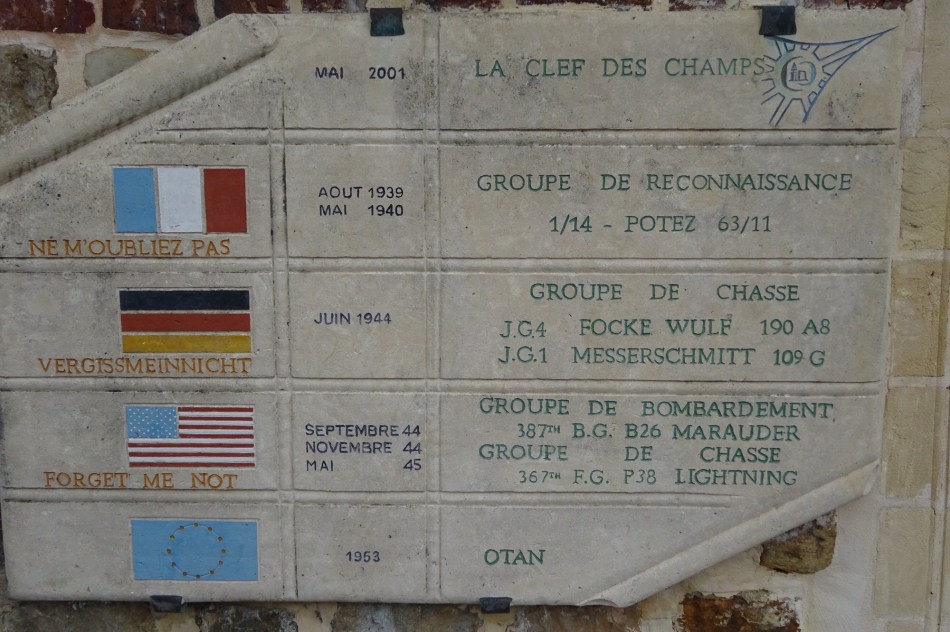 MAI 2001
LA CLEF DES CHAMPS
NE M'OUBLIEZ PAS
AOUT 1939
MAI 1940
GROUPE DE RECONNAISSANCE
1/14 - POTEZ 63/11
VERGISSMEINNICHT
JUIN 1944
GROUPE DE CHASSE
J.G.4 FOCKE WULF 190 A8
J.G.1 MESSERSCHMITT 109 G
FORGET ME NOT
SEPTEMBRE 44
NOVEMBRE 44
MAI 45
GROUPE DE BOMBARDEMENT
387TH B.G. B26 MARAUDER
GROUPE DE CHASSE
367TH F.G. P38 LIGHTNING
1953
OTAN